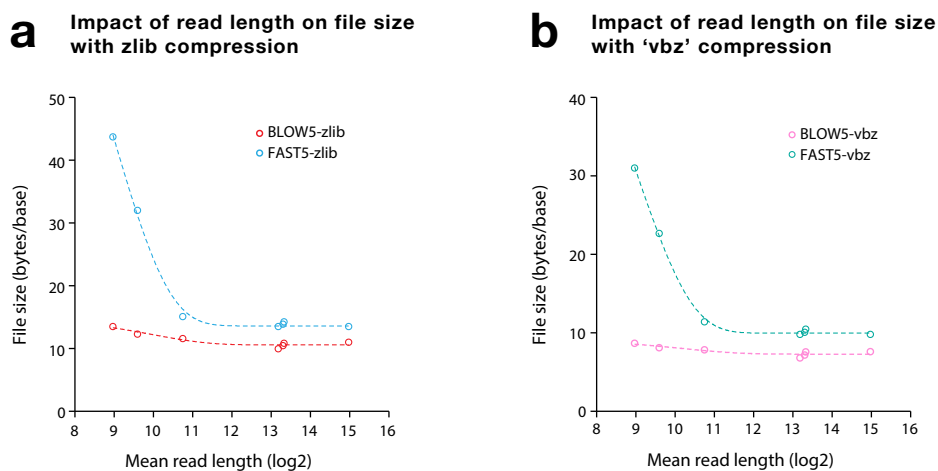 a
Impact of read length on file size
with zlib compression
50
40
30
20
10
0
File size (bytes/base)
BLOW5-zlib
FAST5-zlib
8 9 10 11 12 13 14 15 16
Mean read length (log2)
b
Impact of read length on file size
with ‘vbz’ compression
40
30
20
10
0
File size (bytes/base)
BLOW5-vbz
FAST5-vbz
8 9 10 11 12 13 14 15 16
Mean read length (log2)